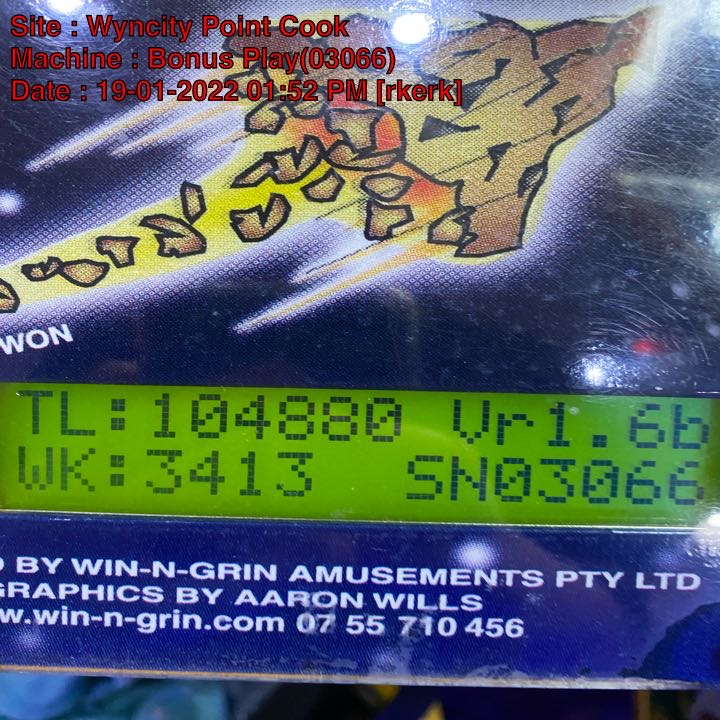 Site : Wyncity Point Cook
Machine : Bonus Play(03066)
Date : 19-01-2022 01:52 PM [rkerk]
WON
TL:104880 Vr1.6b
WK:3413 SN03066
BY WIN-N-GRIN AMUSEMENTS PTY LTD
GRAPHICS BY AARON WILLS
w.win-n-grin.com 07 55 710 456